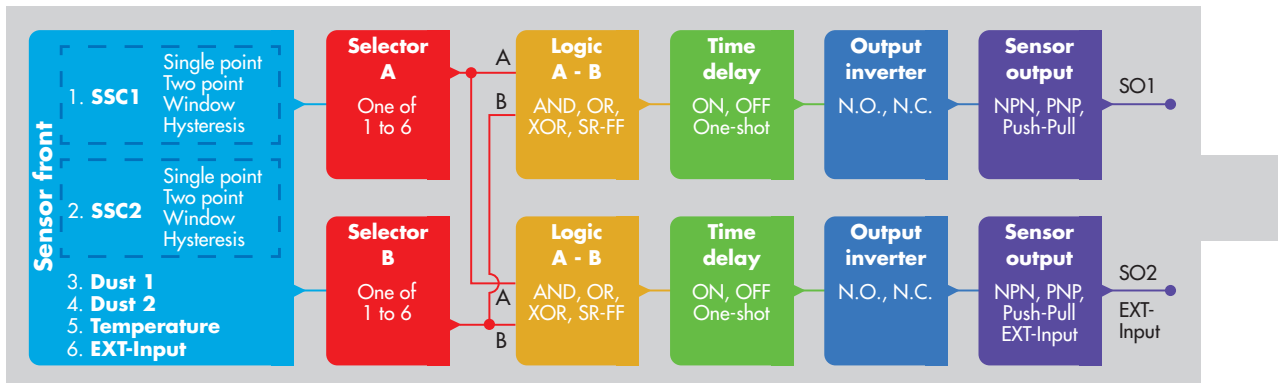 Sensor front
1. SSC1
Single point
Two point
Window
Hysteresis
2. SSC2
Single point
Two point
Window
Hysteresis
3. Dust 1
4. Dust 2
5. Temperature
6. EXT-Input
Selector
A
One of
1 to 6
A
B
Logic
A - B
AND, OR,
XOR, SR-FF
Time
delay
ON, OFF
One-shot
Output
inverter
N.O., N.C.
Sensor
output
NPN, PNP
Push-Pull
SO1
Selector
B
One of
1 to 6
A
B
Logic
A - B
AND, OR,
XOR, SR-FF
Time
delay
ON, OFF
One-shot
Output
inverter
N.O., N.C.
Sensor
output
NPN, PNP,
Push-Pull
EXT-Input
SO2
EXT-
Input